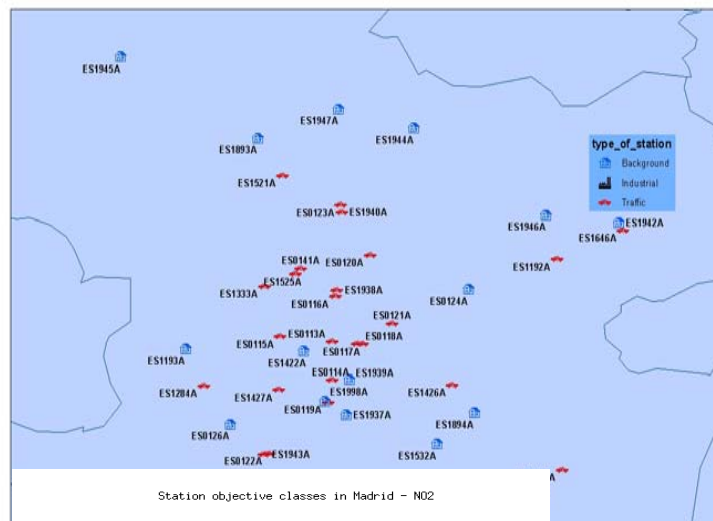 ES1945A
ES1947A
ES1944A
ES1893A
type_of_station
Background
Industrial
Traffic
ES1521A
ES0123A ES1940A
ES1946A
ES1942A
ES1646A
ES0141A ES0120A
ES1192A
ES1525A
ES1333A
ES1938A
ES0116A
ES0124A
ES0121A
ES0115A ES0113A ES0118A
ES0117A
ES1193A
ES1422A
ES0114A ES1939A
ES1284A
ES1427A
ES1998A
ES1426A
ES0119A
ES1937A
ES1894A
ES0126A
ES1532A
ES0122A ES1943A
A
Station objective classes in Madrid - NO2